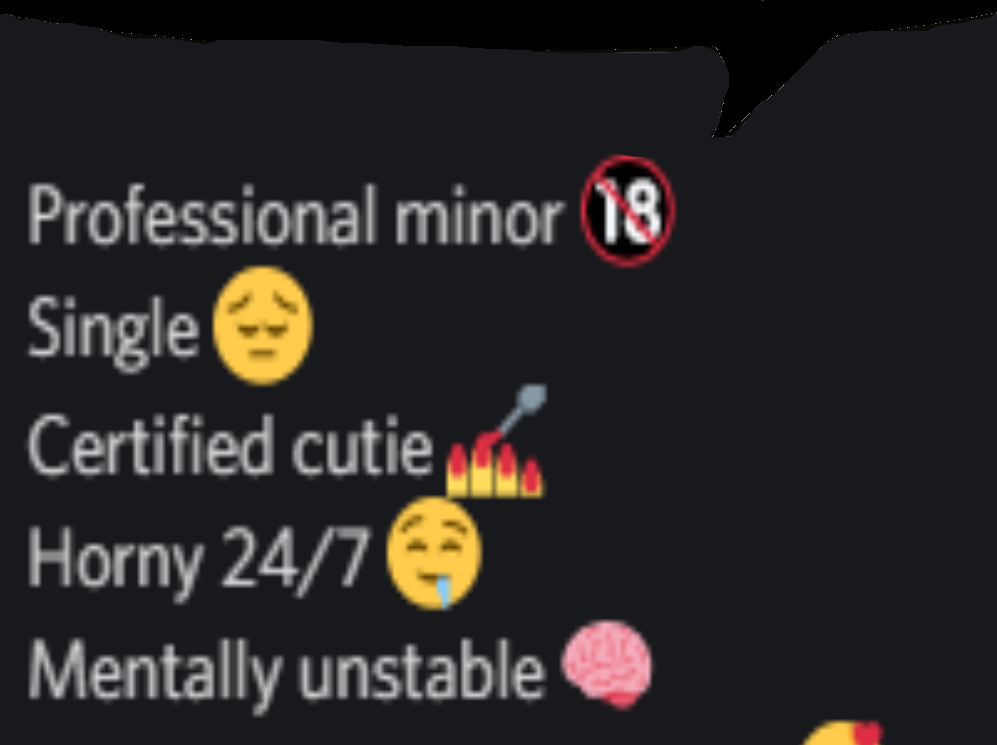 Professional minor 🔞
Single 😔
Certified cutie 💅
Horny 24/7 🤤
Mentally unstable 🧠